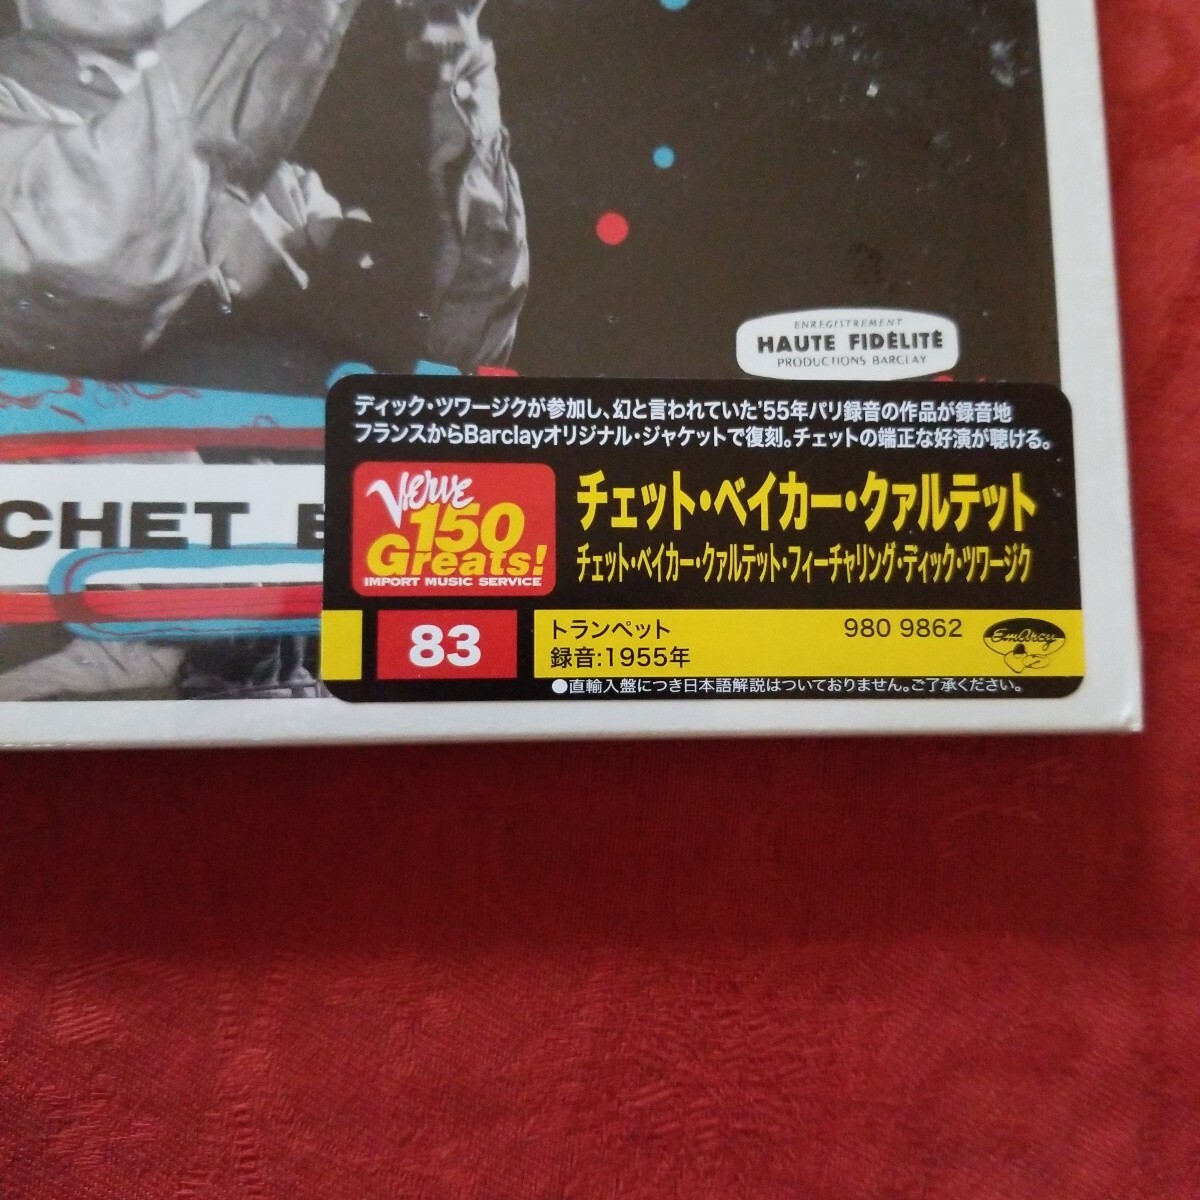 ENREGISTREMENT
HAUTE FIDÉLITÉ
PRODUCTIONS BARCLAY
CHET B
ディック・ツワージクが参加し、幻と言われていた'55年パリ録音の作品が録音地
フランスからBarclayオリジナル・ジャケットで復刻。チェットの端正な好演が聴ける。
Verve
150
Greats!
IMPORT MUSIC SERVICE
チェット・ベイカー・クァルテット
チェット・ベイカー・クァルテット・フィーチャリング・ディック・ツワージク
83
トランペット
録音:1955年
980 9862
EmArcy
●直輸入盤につき日本語解説はついておりません。ご了承ください。